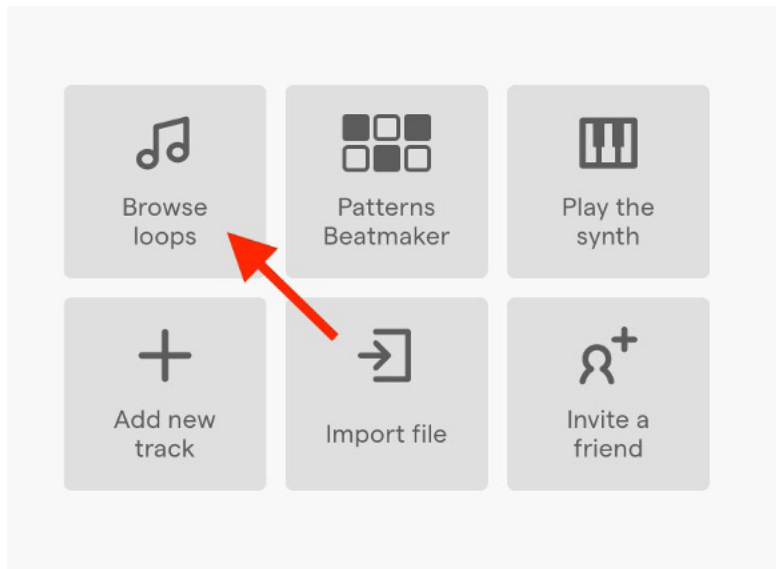 Browse
loops
Patterns
Beatmaker
Play the
synth
Add new
track
Import file
Invite a
friend